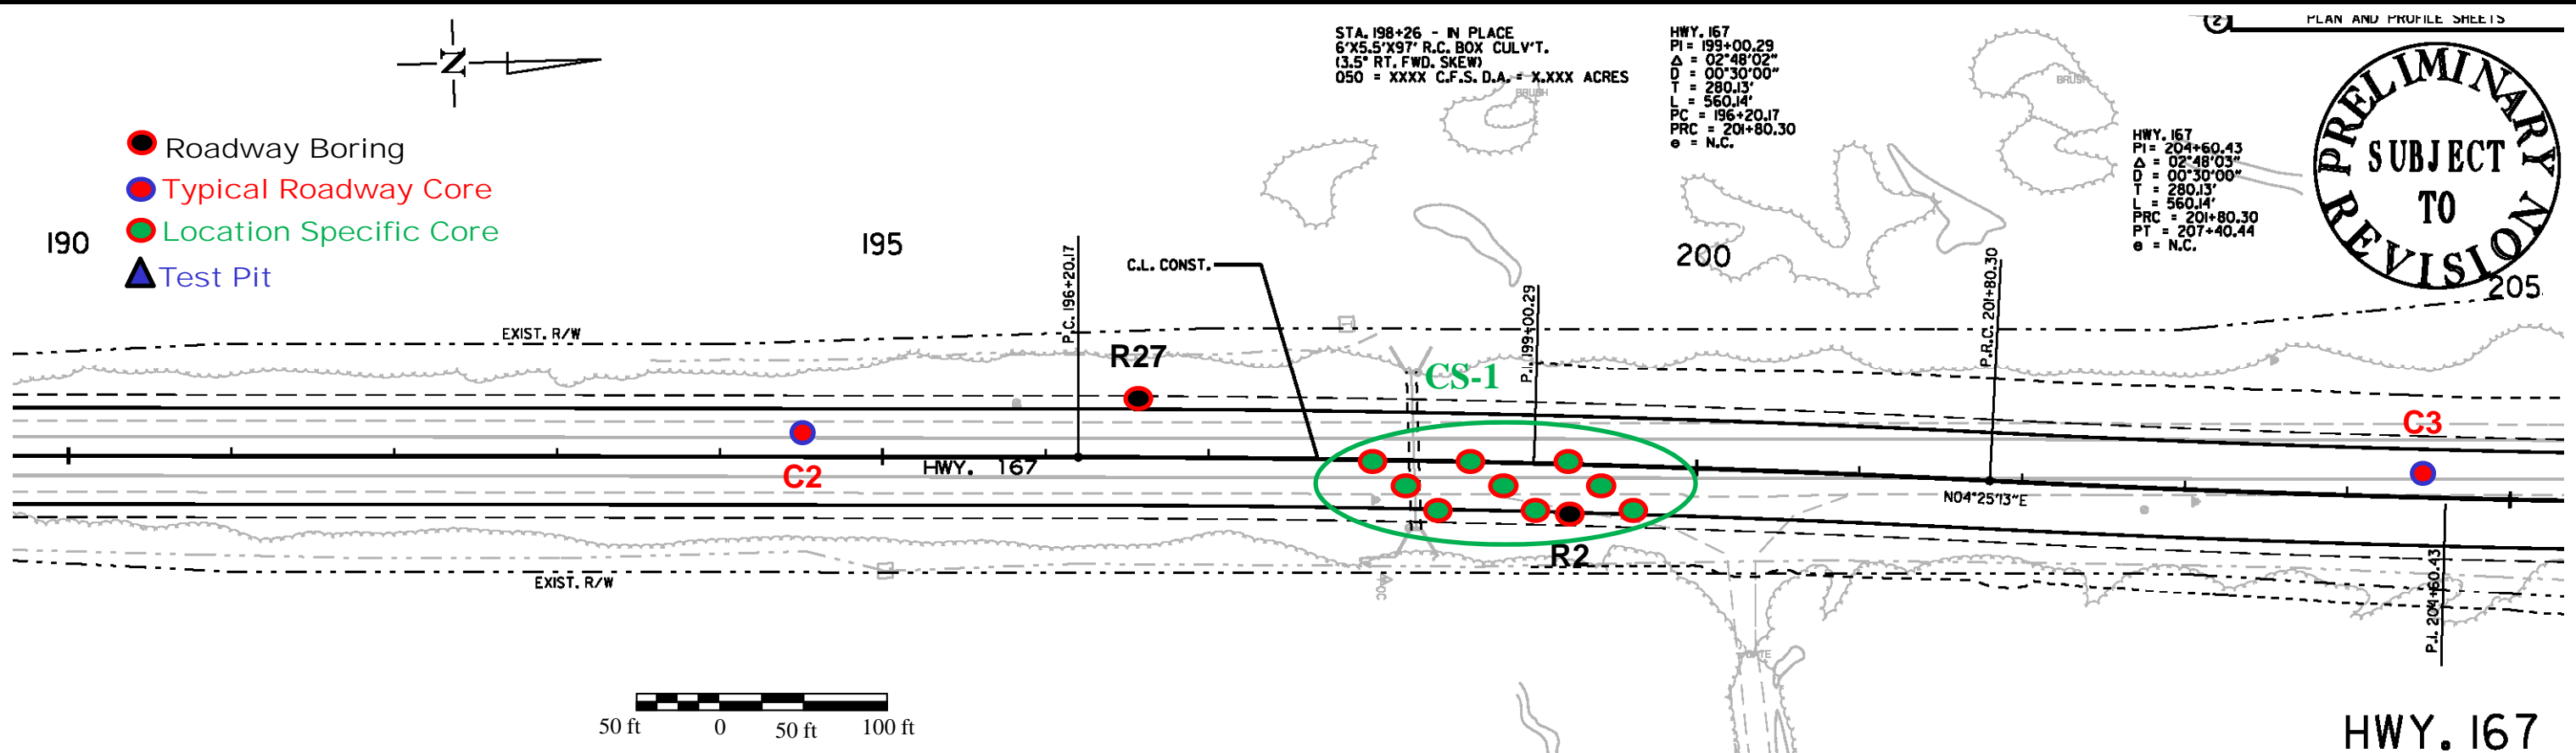 2 PLAN AND PROFILE SHEETS
STA. 198+26 - IN PLACE
6'X5.5'X97' R.C. BOX CULV'T.
(3.5° RT. FWD. SKEW)
Q50 = XXXX C.F.S. D.A. = X.XXX ACRES
HWY. 167
PI = 199+00.29
Δ = 02°48'02"
D = 00°30'00"
T = 280.13'
L = 560.14'
PC = 196+20.17
PRC = 201+80.30
e = N.C.
HWY. 167
PI = 204+60.43
Δ = 02°48'03"
D = 00°30'00"
T = 280.13'
L = 560.14'
PRC = 201+80.30
PT = 207+40.44
e = N.C.
PRELIMINARY
SUBJECT
TO
REVISION
N
Roadway Boring
Typical Roadway Core
Location Specific Core
Test Pit
BRUSH
BRUSH
190
195
200
205
P.C. 196+20.17
C.L. CONST.
P.I. 199+00.29
P.R.C. 201+80.30
EXIST. R/W
R27
CS-1
C2
HWY. 167
C3
N04°25'13"E
R2
EXIST. R/W
P.I. 204+60.43
GATE
50 ft 0 50 ft 100 ft
HWY. 167